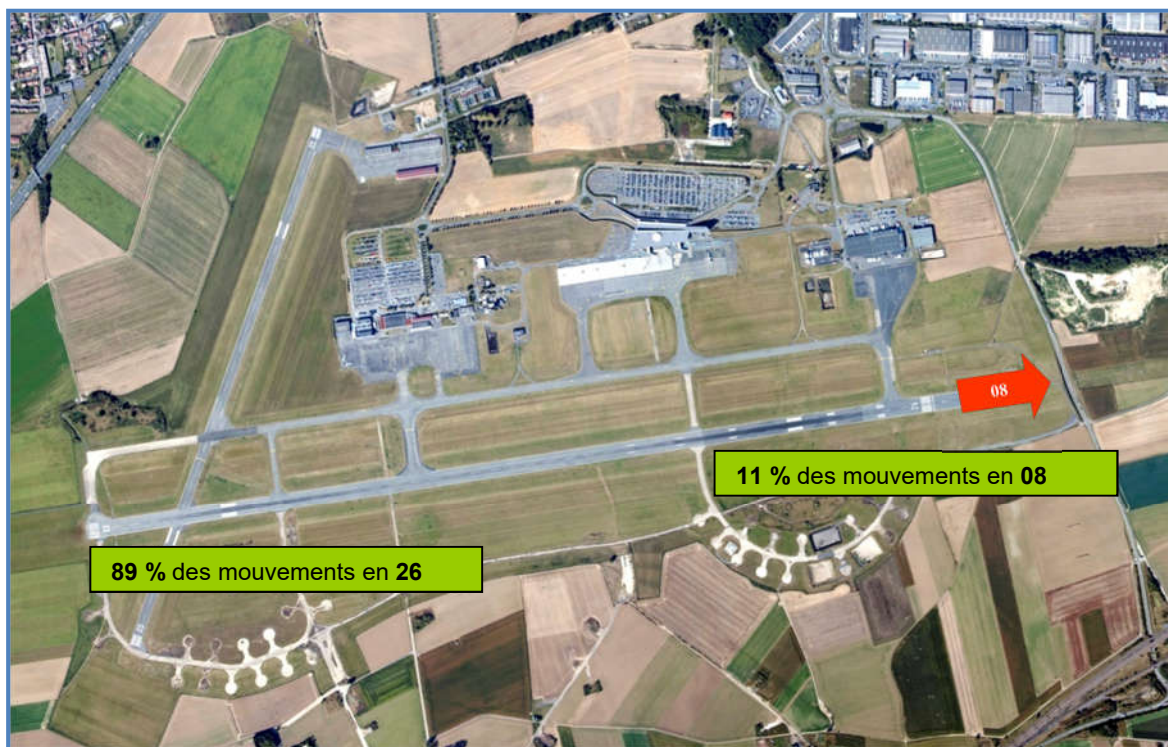 08
11 % des mouvements en 08
89 % des mouvements en 26